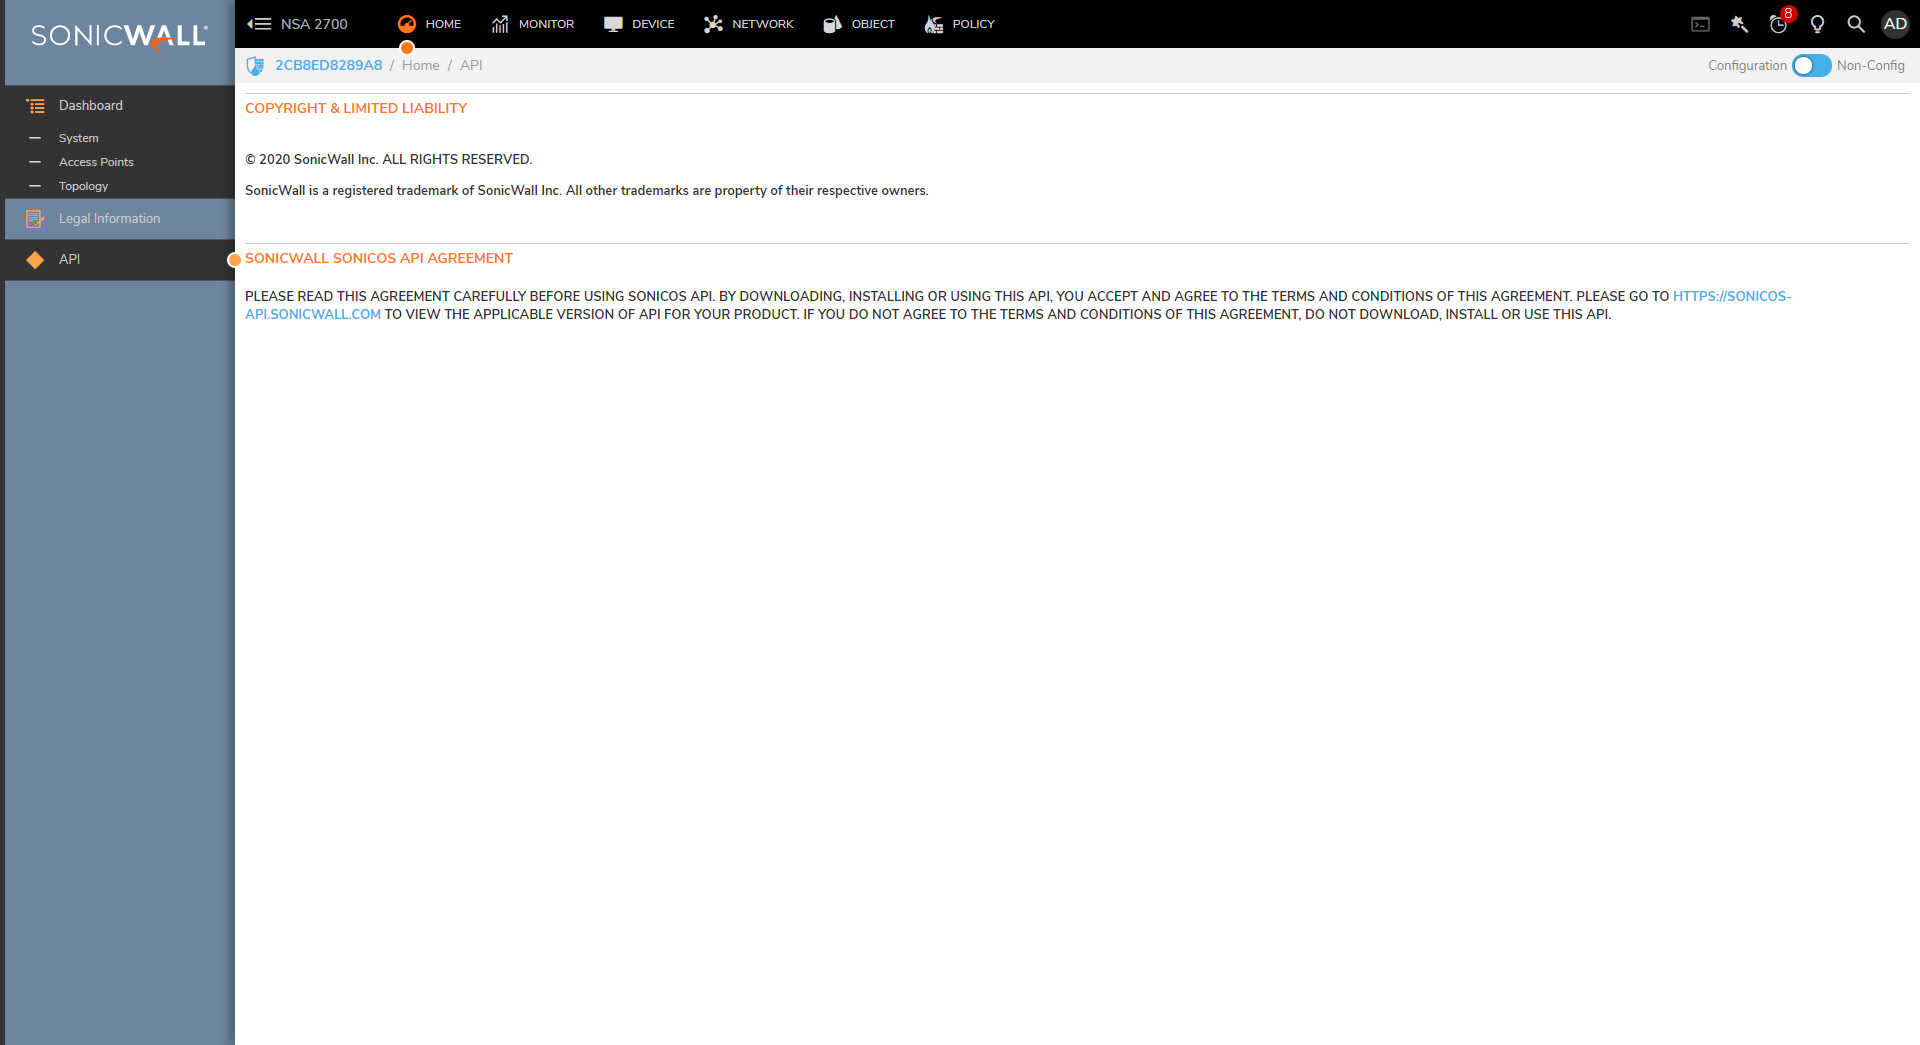 SONICWALL
NSA 2700
HOME
MONITOR
DEVICE
NETWORK
OBJECT
POLICY
8
AD
2CB8ED8289A8 / Home / API
Configuration
Non-Config
Dashboard
System
Access Points
Topology
Legal Information
API
COPYRIGHT & LIMITED LIABILITY
© 2020 SonicWall Inc. ALL RIGHTS RESERVED.
SonicWall is a registered trademark of SonicWall Inc. All other trademarks are property of their respective owners.
SONICWALL SONICOS API AGREEMENT
PLEASE READ THIS AGREEMENT CAREFULLY BEFORE USING SONICOS API. BY DOWNLOADING, INSTALLING OR USING THIS API, YOU ACCEPT AND AGREE TO THE TERMS AND CONDITIONS OF THIS AGREEMENT. PLEASE GO TO HTTPS://SONICOS-
API.SONICWALL.COM TO VIEW THE APPLICABLE VERSION OF API FOR YOUR PRODUCT. IF YOU DO NOT AGREE TO THE TERMS AND CONDITIONS OF THIS AGREEMENT, DO NOT DOWNLOAD, INSTALL OR USE THIS API.